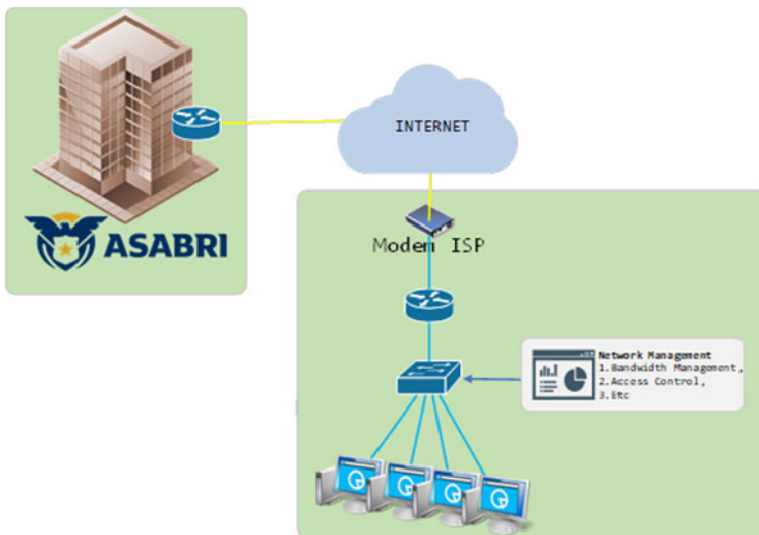 INTERNET
ASABRI
Modem ISP
Network Management
1.Bandwidth Management,
2.Access Control,
3.Etc